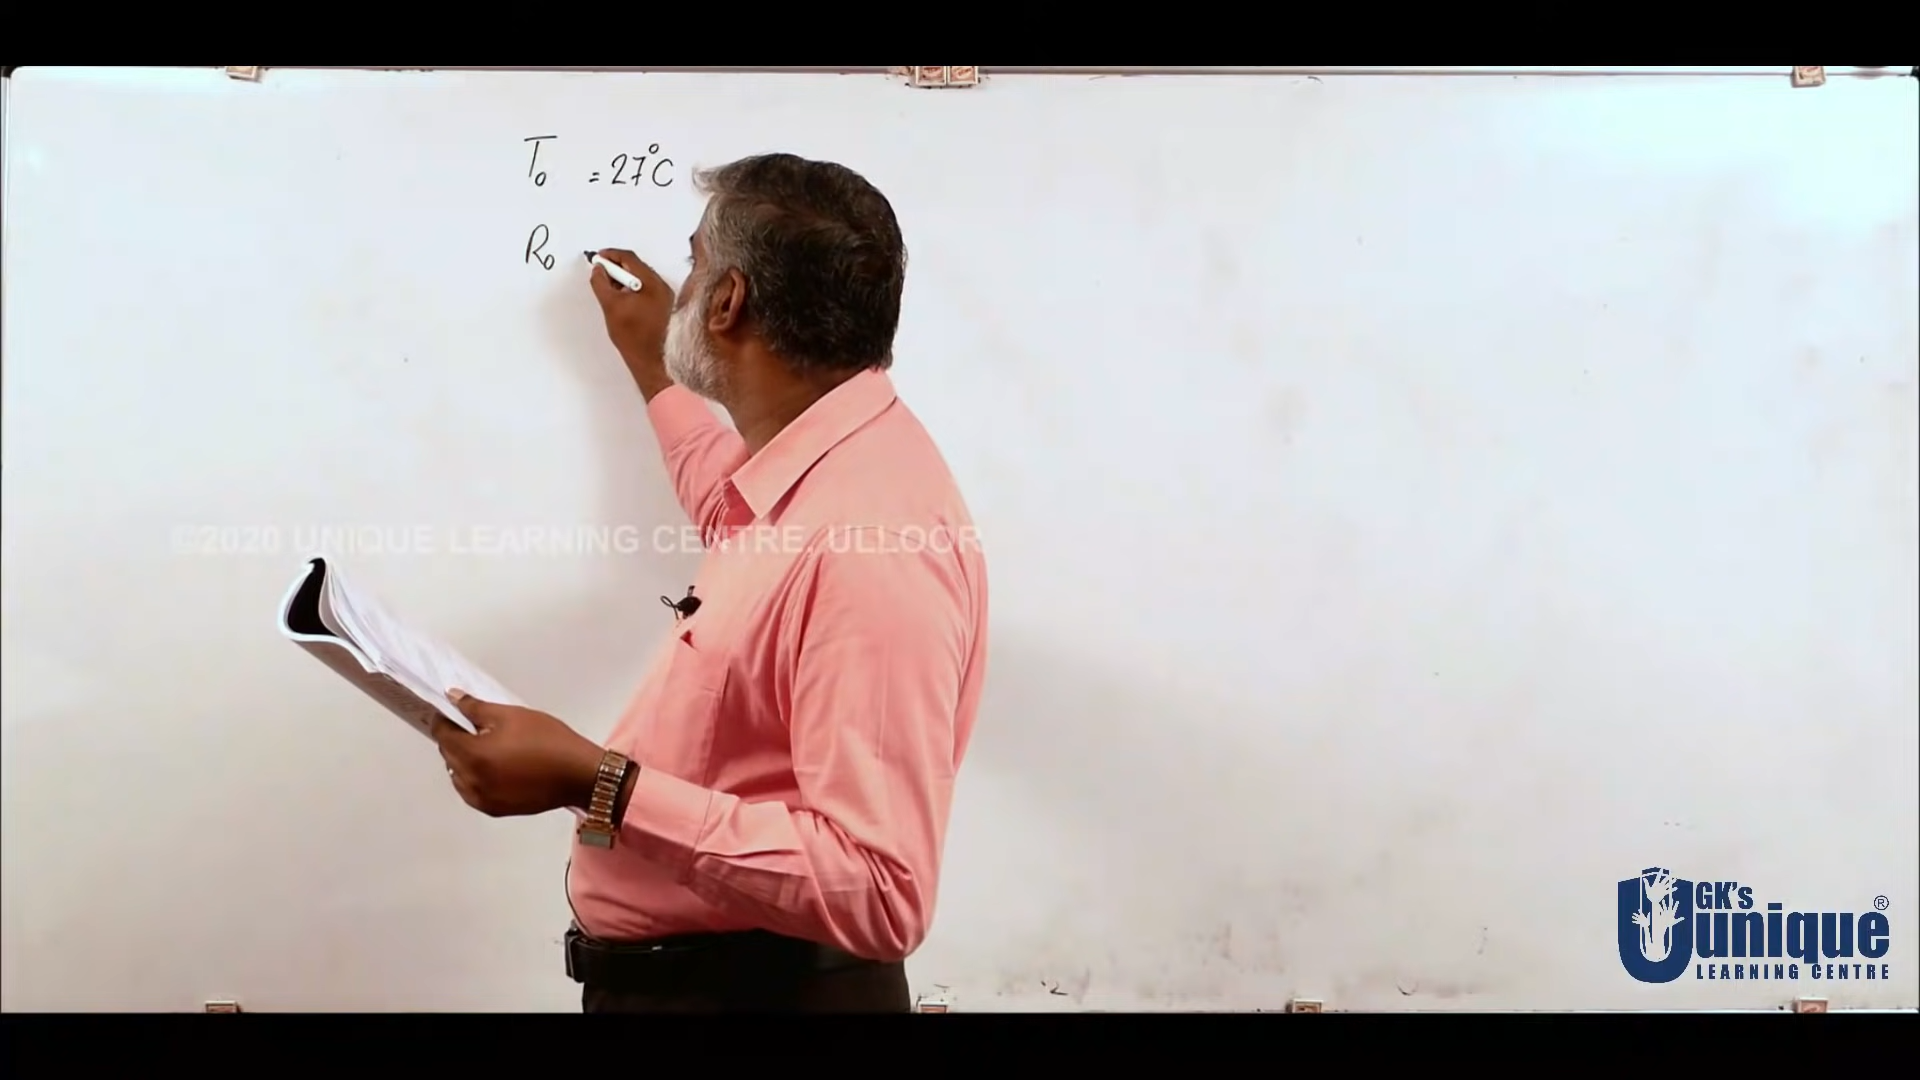 T₀ = 27°C
R₀
©2020 UNIQUE LEARNING CENTRE, ULLOOR
GK's
unique®
LEARNING CENTRE